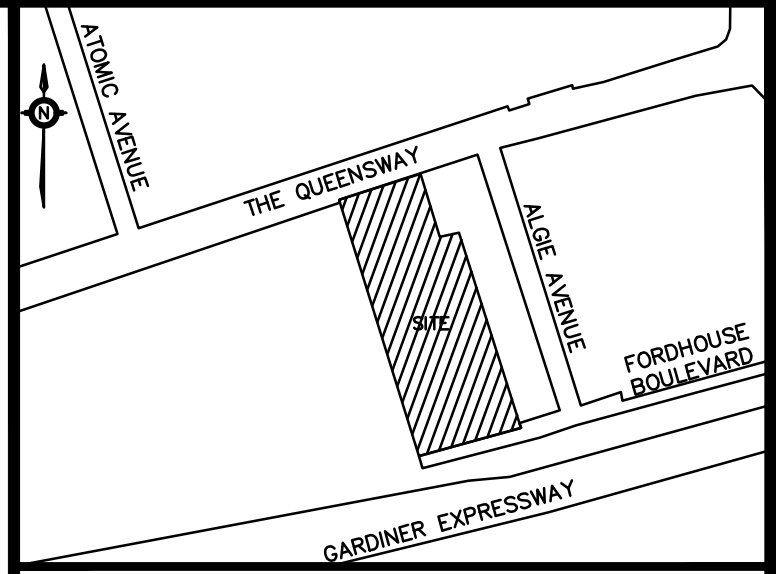 ATOMIC AVENUE
N
THE QUEENSWAY
ALGIE AVENUE
SITE
FORDHOUSE
BOULEVARD
GARDINER EXPRESSWAY